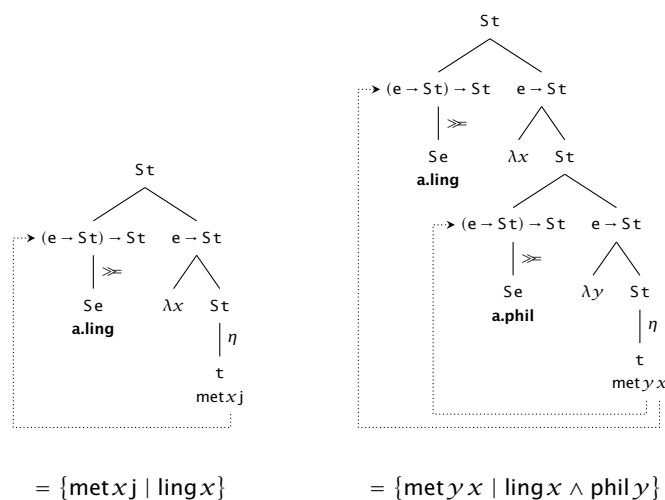 St
(e → St) → St e → St
≫=
Se λx St
a.ling
η
t
met x j
= {met x j | ling x}
St
(e → St) → St e → St
≫=
Se λx St
a.ling
(e → St) → St e → St
≫=
Se λy St
a.phil
η
t
met y x
= {met y x | ling x ∧ phil y}